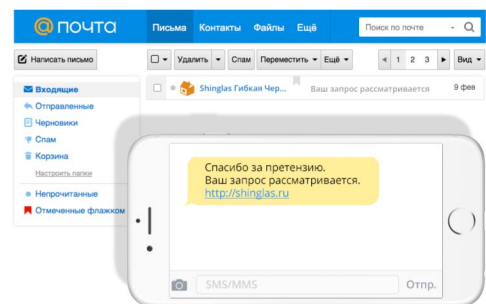 @почта Письма Контакты Файлы Ещё Поиск по почте
Написать письмо Удалить Спам Переместить Ещё 1 2 3 Вид
Входящие
Shinglas Гибкая Чер... Ваш запрос рассматривается 9 фев
Отправленные
Черновики
Спам
Корзина
Настроить папки
Непрочитанные
Отмеченные флажком
Спасибо за претензию.
Ваш запрос рассматривается.
http://shinglas.ru
SMS/MMS Отпр.